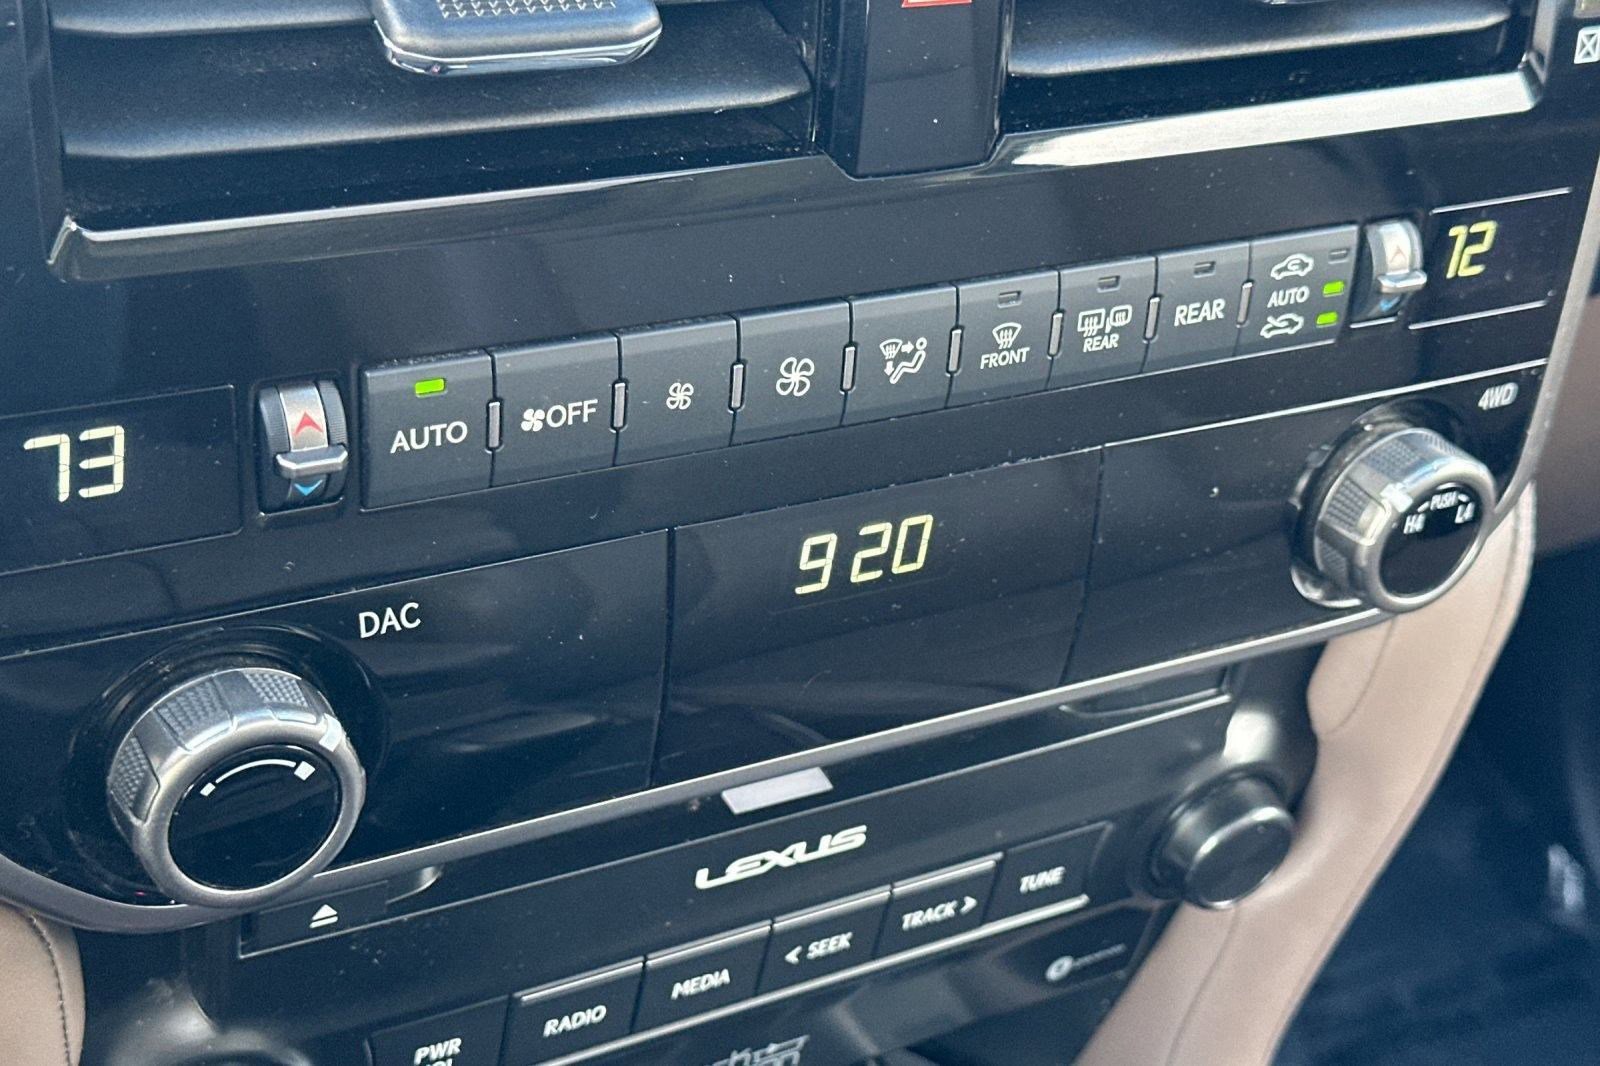 72
AUTO
REAR
FRONT
REAR
OFF
AUTO
73
4WD
PUSH
H4 L4
920
DAC
LEXUS
TUNE
TRACK >
< SEEK
MEDIA
RADIO
PWR